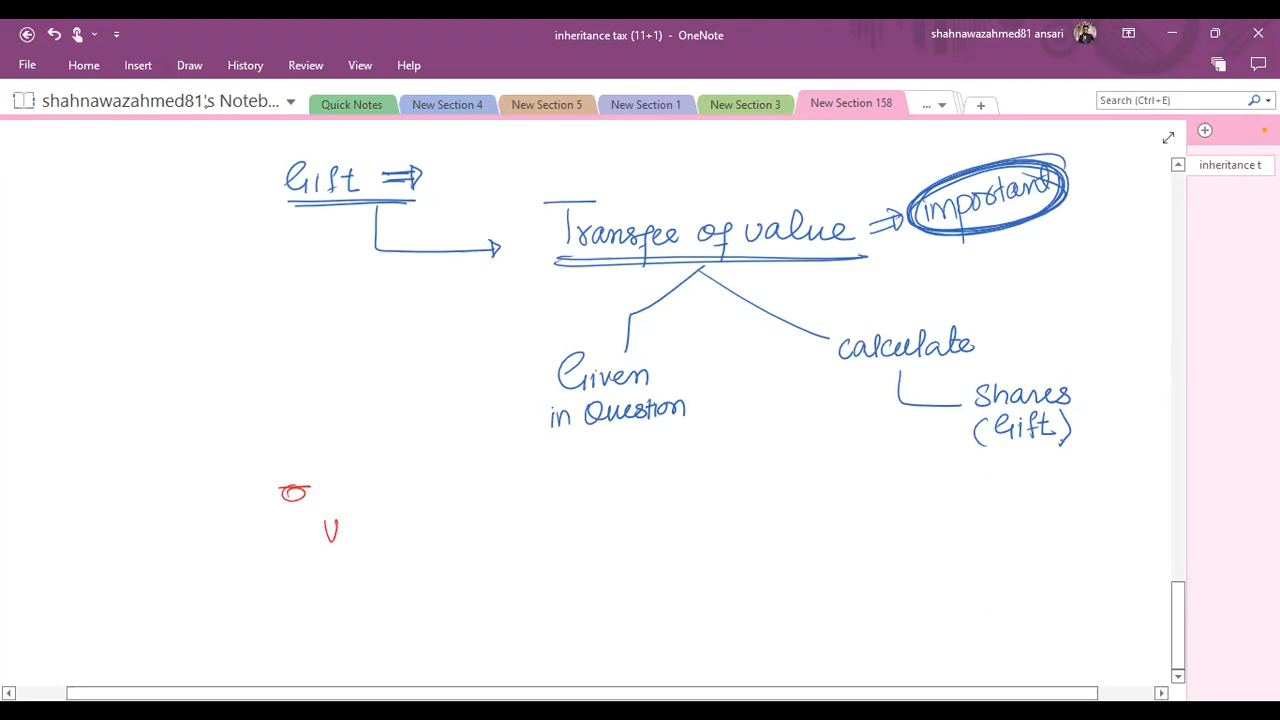 inheritance tax (11+1) - OneNote
shahnawazahmed81 ansari
File Home Insert Draw History Review View Help
shahnawazahmed81's Noteb...
Quick Notes
New Section 4
New Section 5
New Section 1
New Section 3
New Section 158
...
Search (Ctrl+E)
inheritance t
Gift ⇒
Transfee of value ⇒ important
Given
in Question
calculate
Shares
(Gift)
V